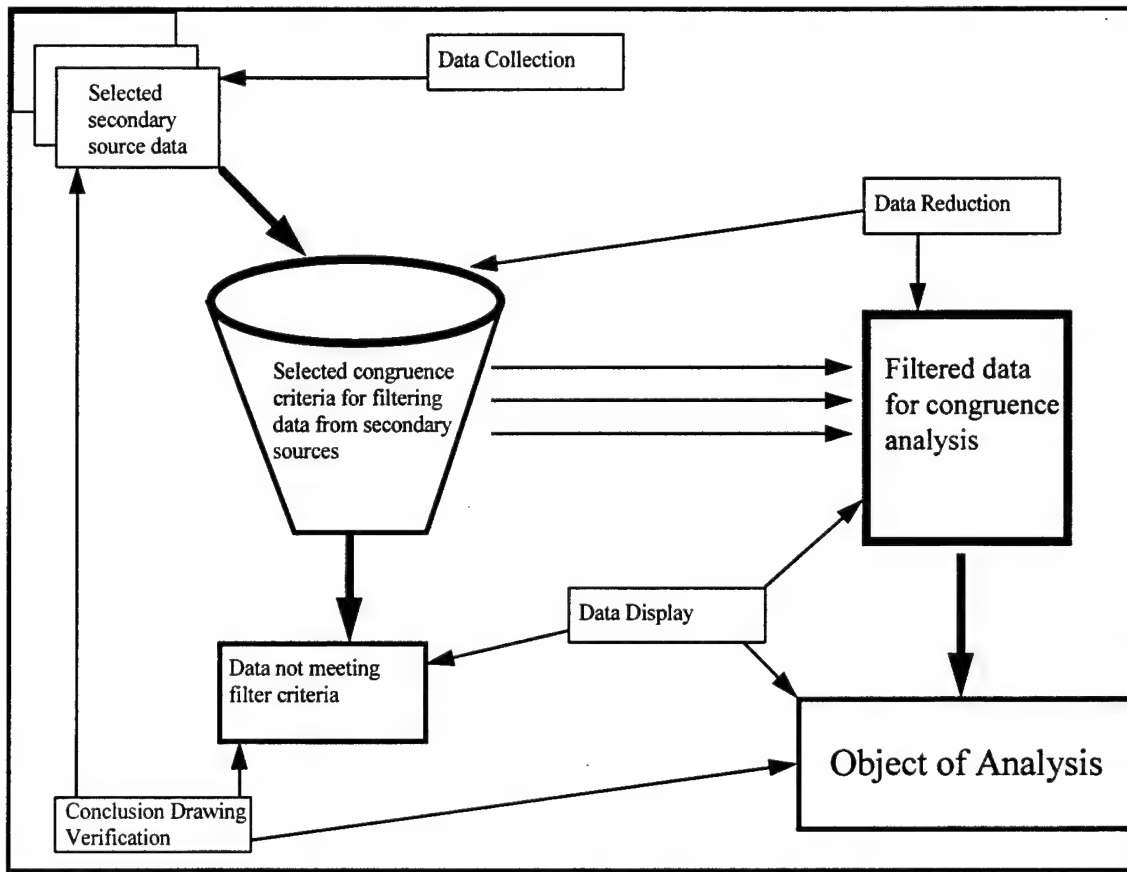 Data Collection
Selected
secondary
source data
Data Reduction
Selected congruence
criteria for filtering
data from secondary
sources
Filtered data
for congruence
analysis
Data Display
Data not meeting
filter criteria
Object of Analysis
Conclusion Drawing
Verification